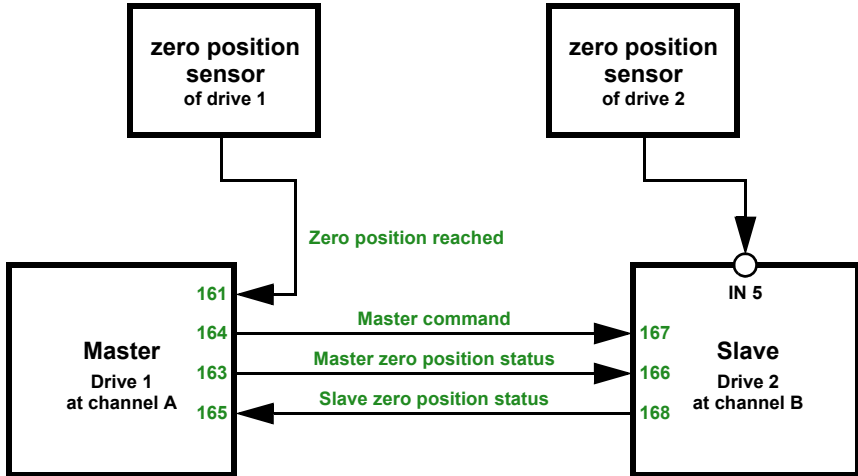 zero position
sensor
of drive 1
zero position
sensor
of drive 2
Zero position reached
161
IN 5
164
Master command
167
Master
Drive 1
at channel A
163
Master zero position status
166
Slave
Drive 2
at channel B
165
Slave zero position status
168